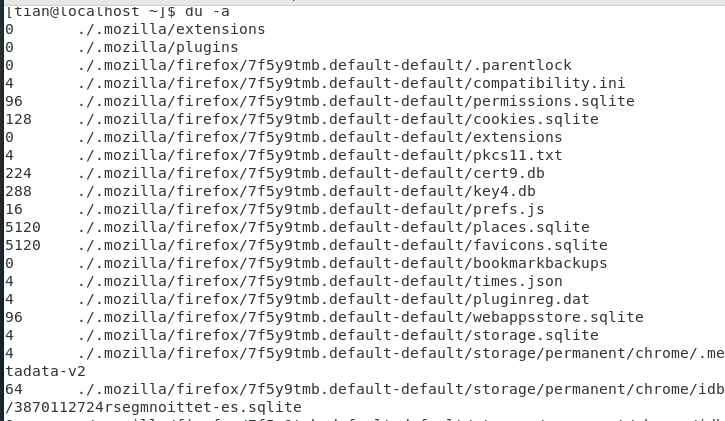 [tian@localhost ~]$ du -a
0 ./.mozilla/extensions
0 ./.mozilla/plugins
0 ./.mozilla/firefox/7f5y9tmb.default-default/.parentlock
4 ./.mozilla/firefox/7f5y9tmb.default-default/compatibility.ini
96 ./.mozilla/firefox/7f5y9tmb.default-default/permissions.sqlite
128 ./.mozilla/firefox/7f5y9tmb.default-default/cookies.sqlite
0 ./.mozilla/firefox/7f5y9tmb.default-default/extensions
4 ./.mozilla/firefox/7f5y9tmb.default-default/pkcs11.txt
224 ./.mozilla/firefox/7f5y9tmb.default-default/cert9.db
288 ./.mozilla/firefox/7f5y9tmb.default-default/key4.db
16 ./.mozilla/firefox/7f5y9tmb.default-default/prefs.js
5120 ./.mozilla/firefox/7f5y9tmb.default-default/places.sqlite
5120 ./.mozilla/firefox/7f5y9tmb.default-default/favicons.sqlite
0 ./.mozilla/firefox/7f5y9tmb.default-default/bookmarkbackups
4 ./.mozilla/firefox/7f5y9tmb.default-default/times.json
4 ./.mozilla/firefox/7f5y9tmb.default-default/pluginreg.dat
96 ./.mozilla/firefox/7f5y9tmb.default-default/webappsstore.sqlite
4 ./.mozilla/firefox/7f5y9tmb.default-default/storage.sqlite
4 ./.mozilla/firefox/7f5y9tmb.default-default/storage/permanent/chrome/.me
tadata-v2
64 ./.mozilla/firefox/7f5y9tmb.default-default/storage/permanent/chrome/idb
/3870112724rsegmnoittet-es.sqlite